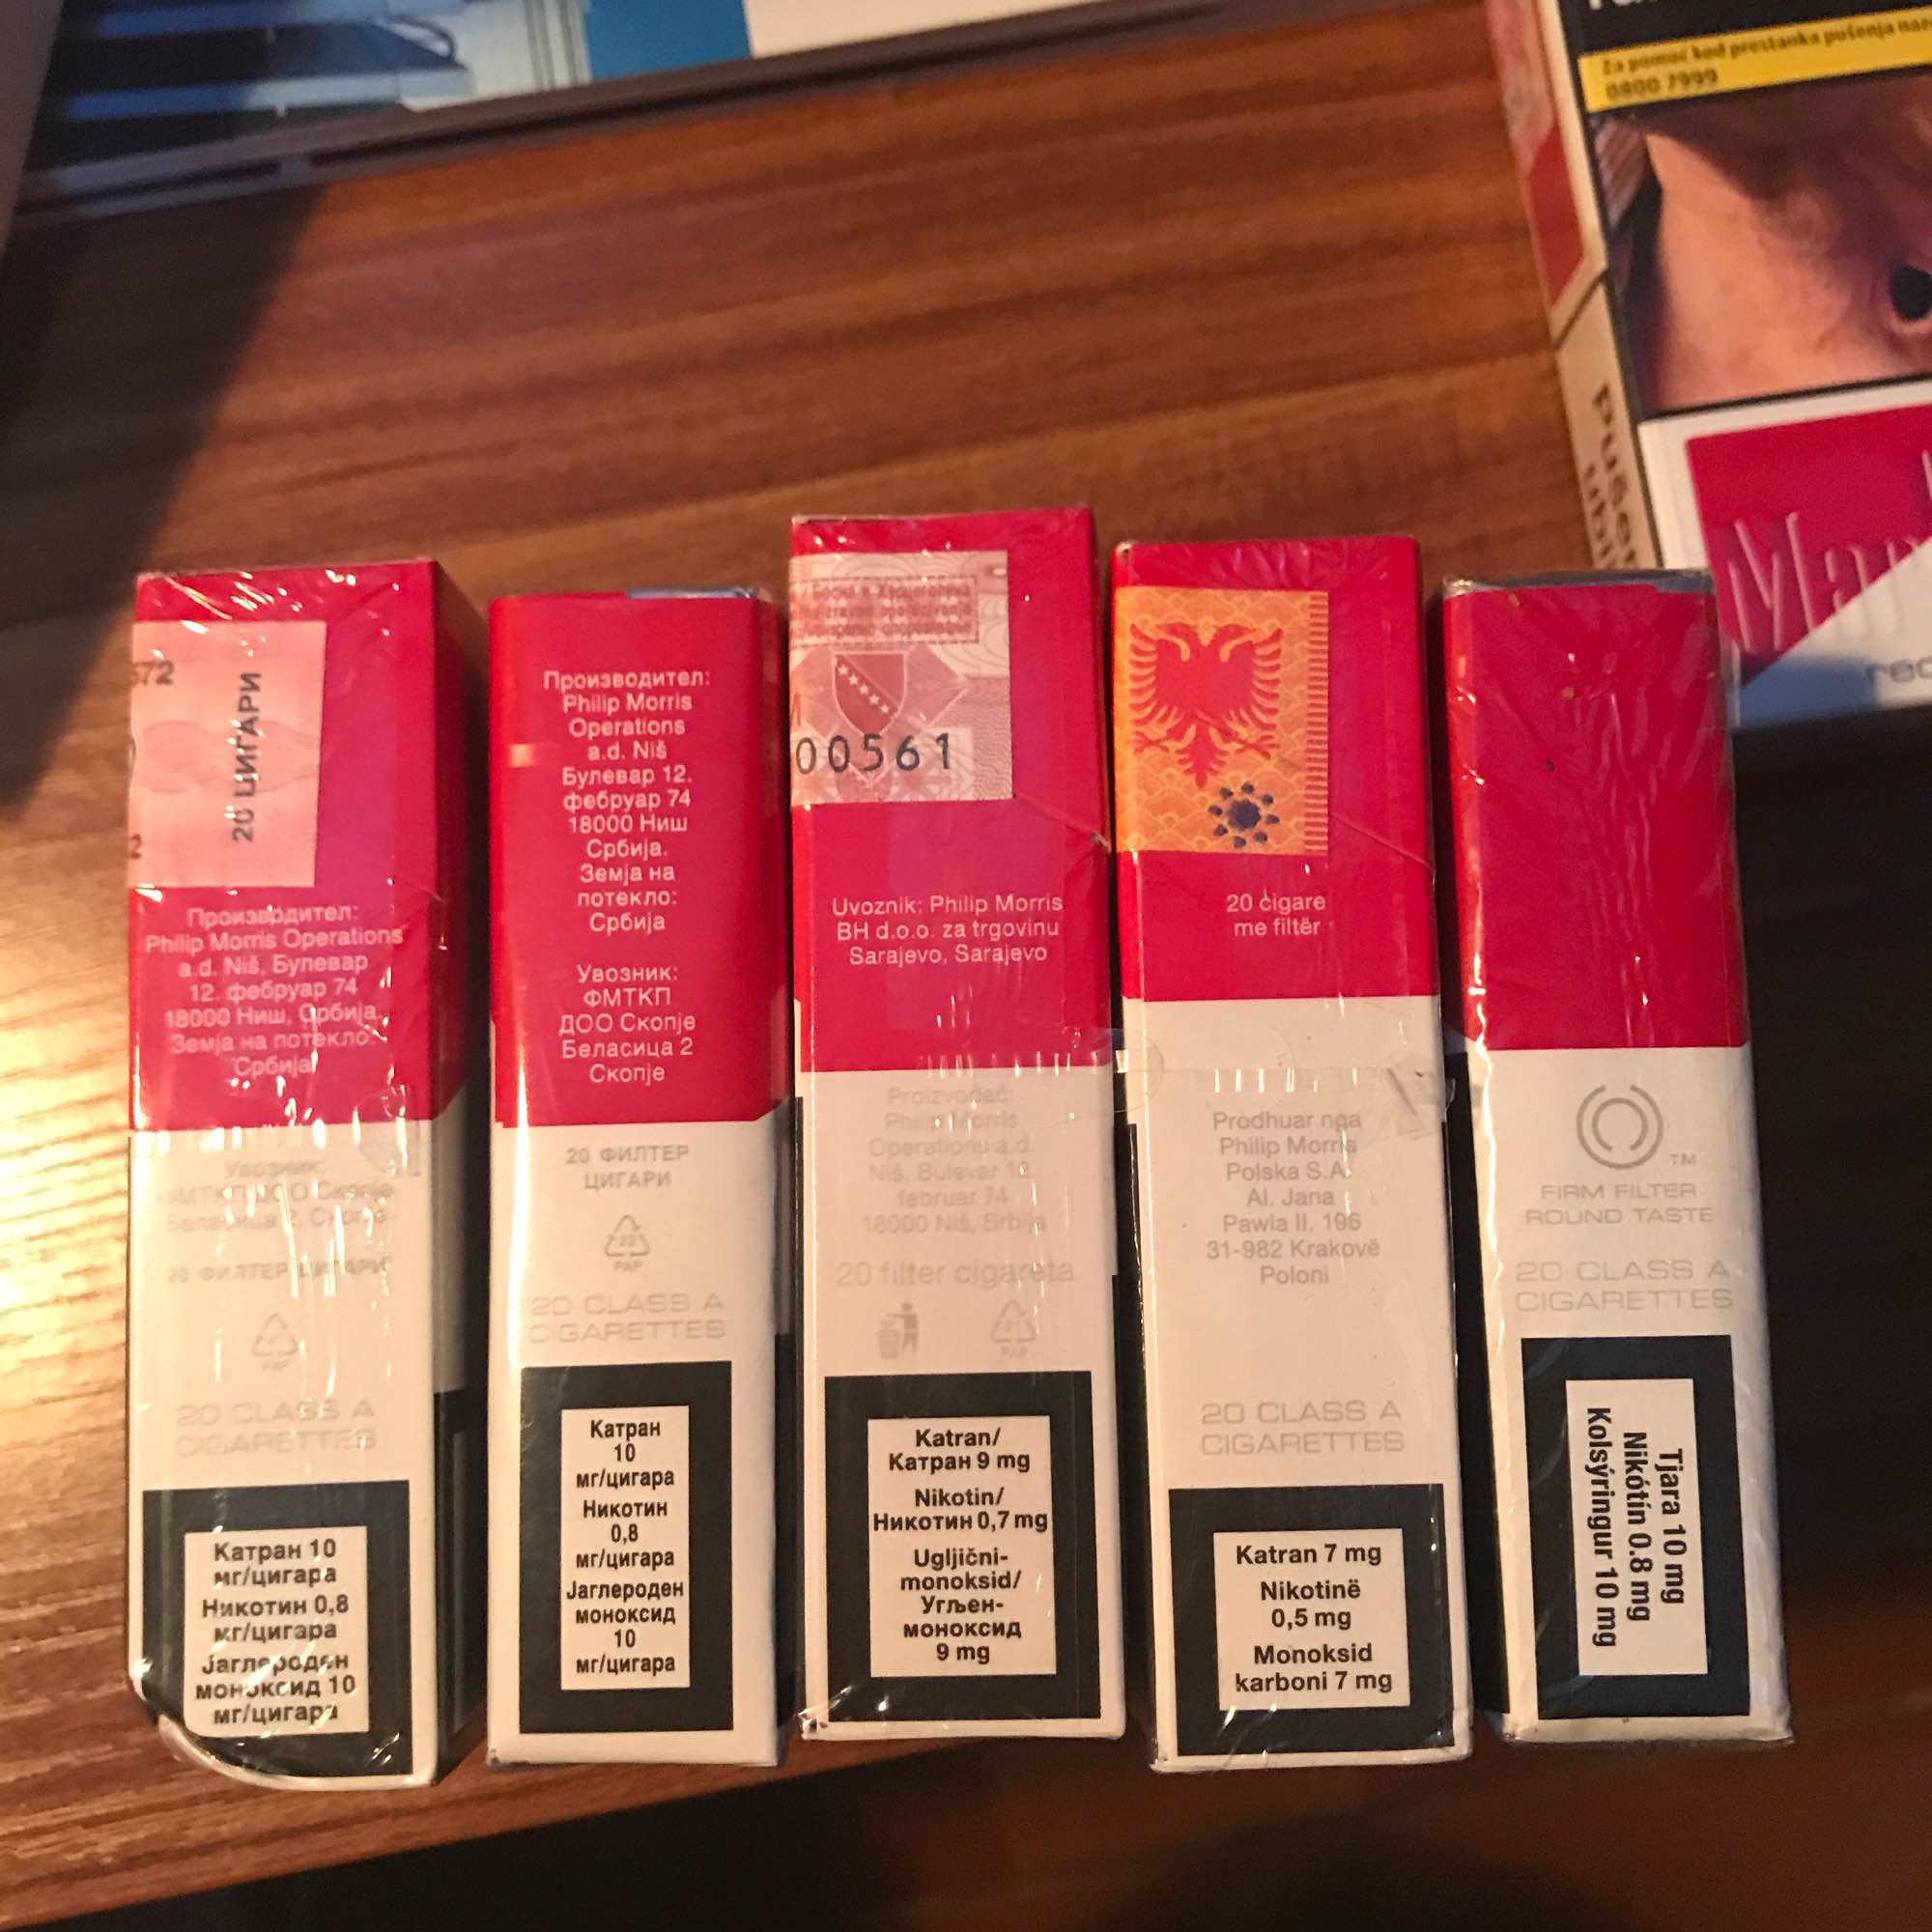 Za pomoć kod prestanka pušenja
0800 7999
572
20 ЦИГАРИ
2
Производител:
Philip Morris Operations
a.d. Niš, Булевар
12. фебруар 74
18000 Ниш, Србија.
Земја на потекло:
Србија
Увозник:
ФМТКП ДОО Скопје
Беласица 2, Скопје
20 ФИЛТЕР ЦИГАРИ
PAP
20 CLASS A
CIGARETTES
Катран 10
мг/цигара
Никотин 0,8
мг/цигара
Јаглероден
моноксид 10
мг/цигара
Производител:
Philip Morris
Operations
a.d. Niš
Булевар 12.
фебруар 74
18000 Ниш
Србија.
Земја на
потекло:
Србија
Увозник:
ФМТКП
ДОО Скопје
Беласица 2
Скопје
20 ФИЛТЕР
ЦИГАРИ
PAP
20 CLASS A
CIGARETTES
Катран
10
мг/цигара
Никотин
0,8
мг/цигара
Јаглероден
моноксид
10
мг/цигара
00561
Uvoznik: Philip Morris
BH d.o.o. za trgovinu
Sarajevo, Sarajevo
Proizvođač:
Philip Morris
Operations a.d.
Niš, Bulevar 12.
februar 74
18000 Niš, Srbija
20 filter cigareta
PAP
Katran/
Катран 9 mg
Nikotin/
Никотин 0,7 mg
Ugljični-
monoksid/
Угљен-
моноксид
9 mg
20 cigare
me filtër
Prodhuar nga
Philip Morris
Polska S.A.
Al. Jana
Pawla II. 196
31-982 Krakovë
Poloni
20 CLASS A
CIGARETTES
Katran 7 mg
Nikotinë
0,5 mg
Monoksid
karboni 7 mg
TM
FIRM FILTER
ROUND TASTE
20 CLASS A
CIGARETTES
Tjara 10 mg
Nikótín 0.8 mg
Kolsýringur 10 mg